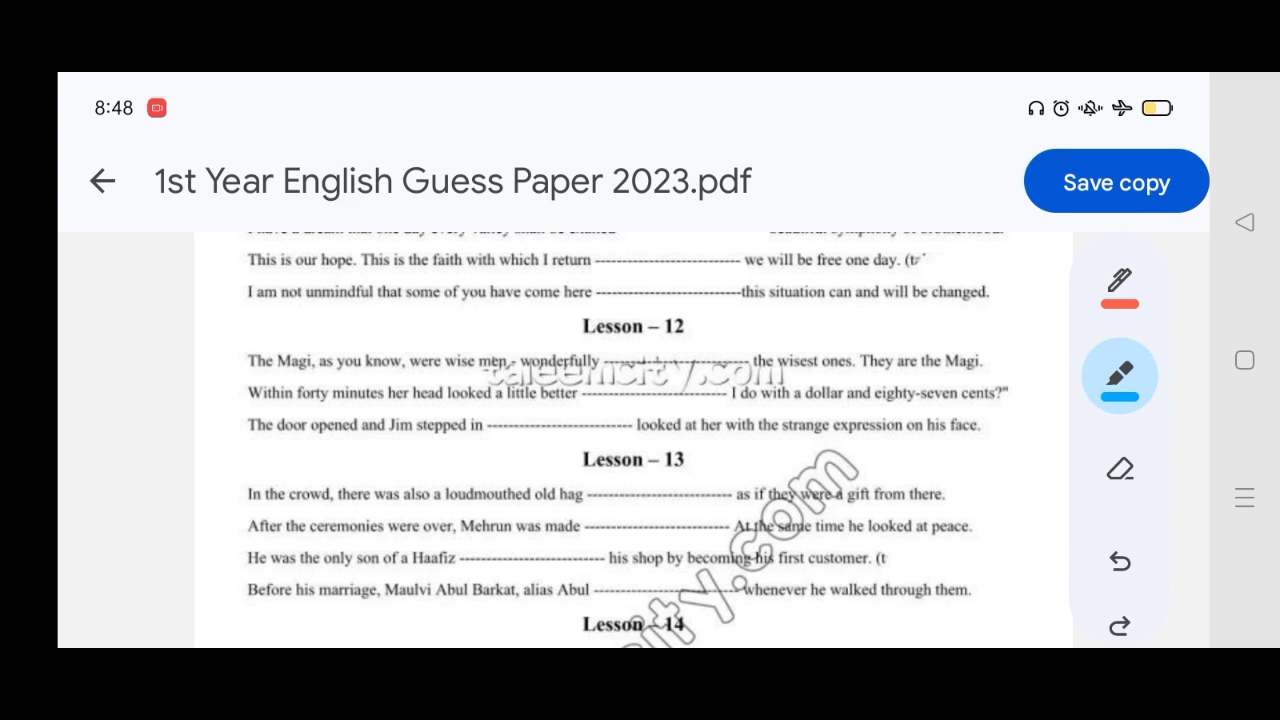 8:48
1st Year English Guess Paper 2023.pdf
Save copy
This is our hope. This is the faith with which I return ------------------------- we will be free one day. (tr
I am not unmindful that some of you have come here -------------------------this situation can and will be changed.
Lesson – 12
The Magi, as you know, were wise men - wonderfully ------------------------- the wisest ones. They are the Magi.
taleemcity.com
Within forty minutes her head looked a little better ------------------------- I do with a dollar and eighty-seven cents?"
The door opened and Jim stepped in ------------------------- looked at her with the strange expression on his face.
Lesson – 13
In the crowd, there was also a loudmouthed old hag ------------------------- as if they were a gift from there.
After the ceremonies were over, Mehrun was made ------------------------- At the same time he looked at peace.
He was the only son of a Haafiz ------------------------- his shop by becoming his first customer. (t
Before his marriage, Maulvi Abul Barkat, alias Abul ------------------------- whenever he walked through them.
Lesson – 14
city.com